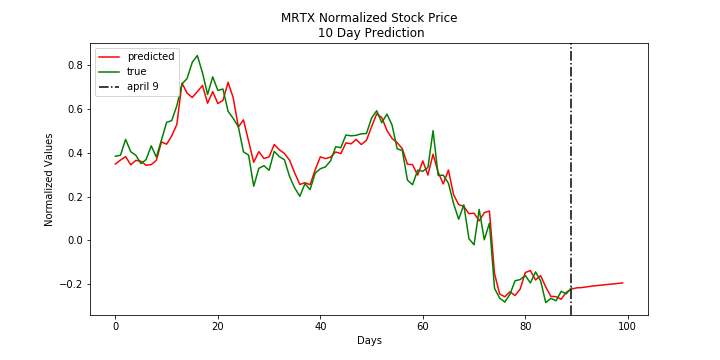 MRTX Normalized Stock Price
10 Day Prediction
predicted
true
april 9
Normalized Values
0.8
0.6
0.4
0.2
0.0
−0.2
0
20
40
60
80
100
Days